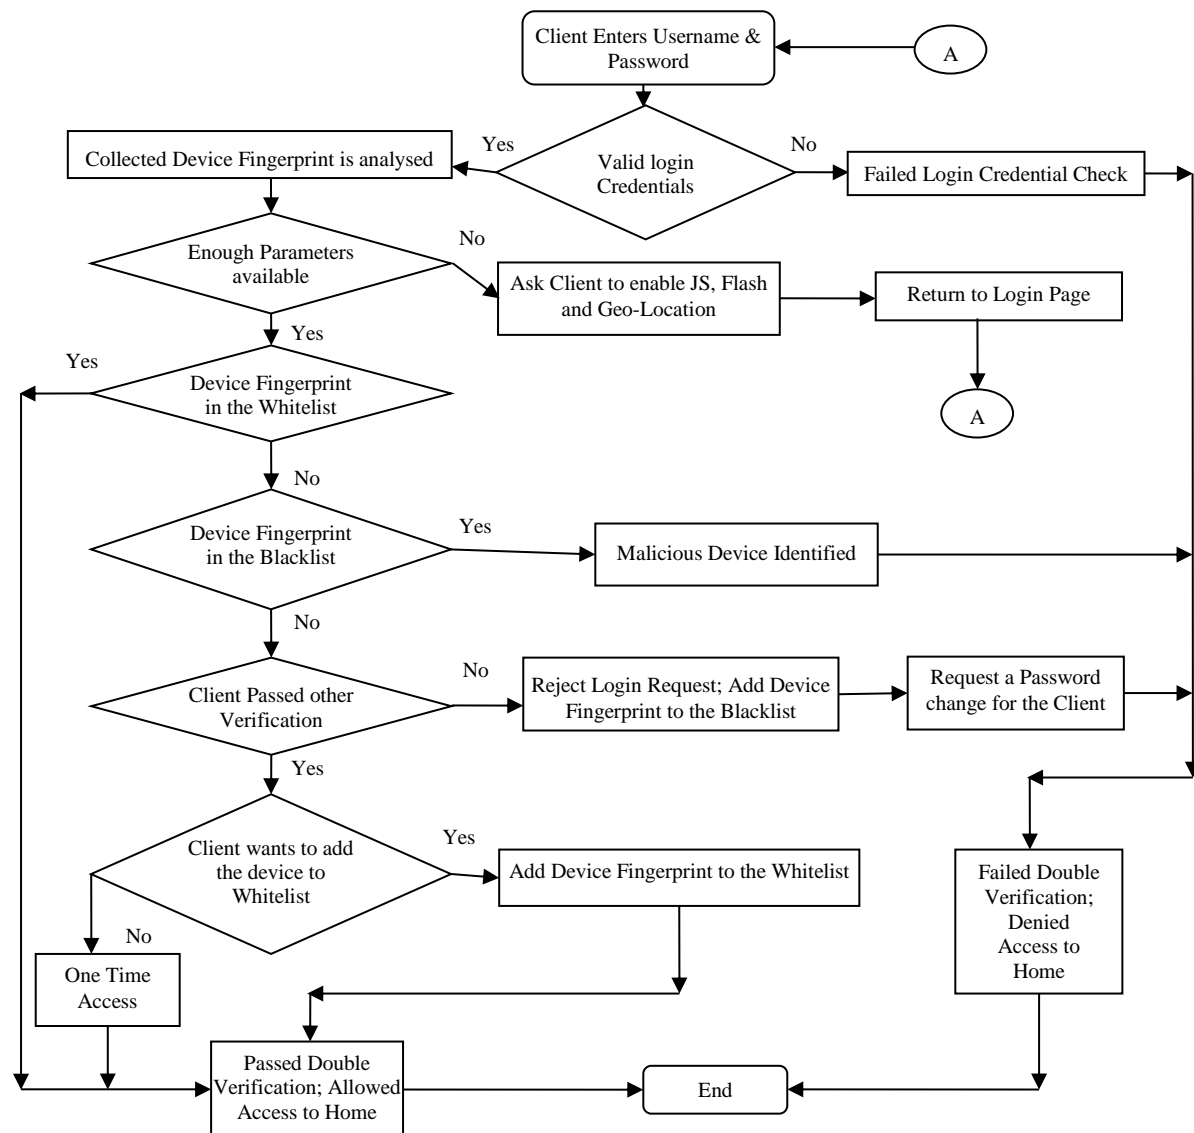 Client Enters Username &
Password
A
Yes
Valid login
Credentials
No
Collected Device Fingerprint is analysed
Failed Login Credential Check
Enough Parameters
available
No
Ask Client to enable JS, Flash
and Geo-Location
Return to Login Page
Yes
Yes
Device Fingerprint
in the Whitelist
A
No
Device Fingerprint
in the Blacklist
Yes
Malicious Device Identified
No
Client Passed other
Verification
No
Reject Login Request; Add Device
Fingerprint to the Blacklist
Request a Password
change for the Client
Yes
Client wants to add
the device to
Whitelist
Yes
Add Device Fingerprint to the Whitelist
Failed Double
Verification;
Denied
Access to
Home
No
One Time
Access
Passed Double
Verification; Allowed
Access to Home
End